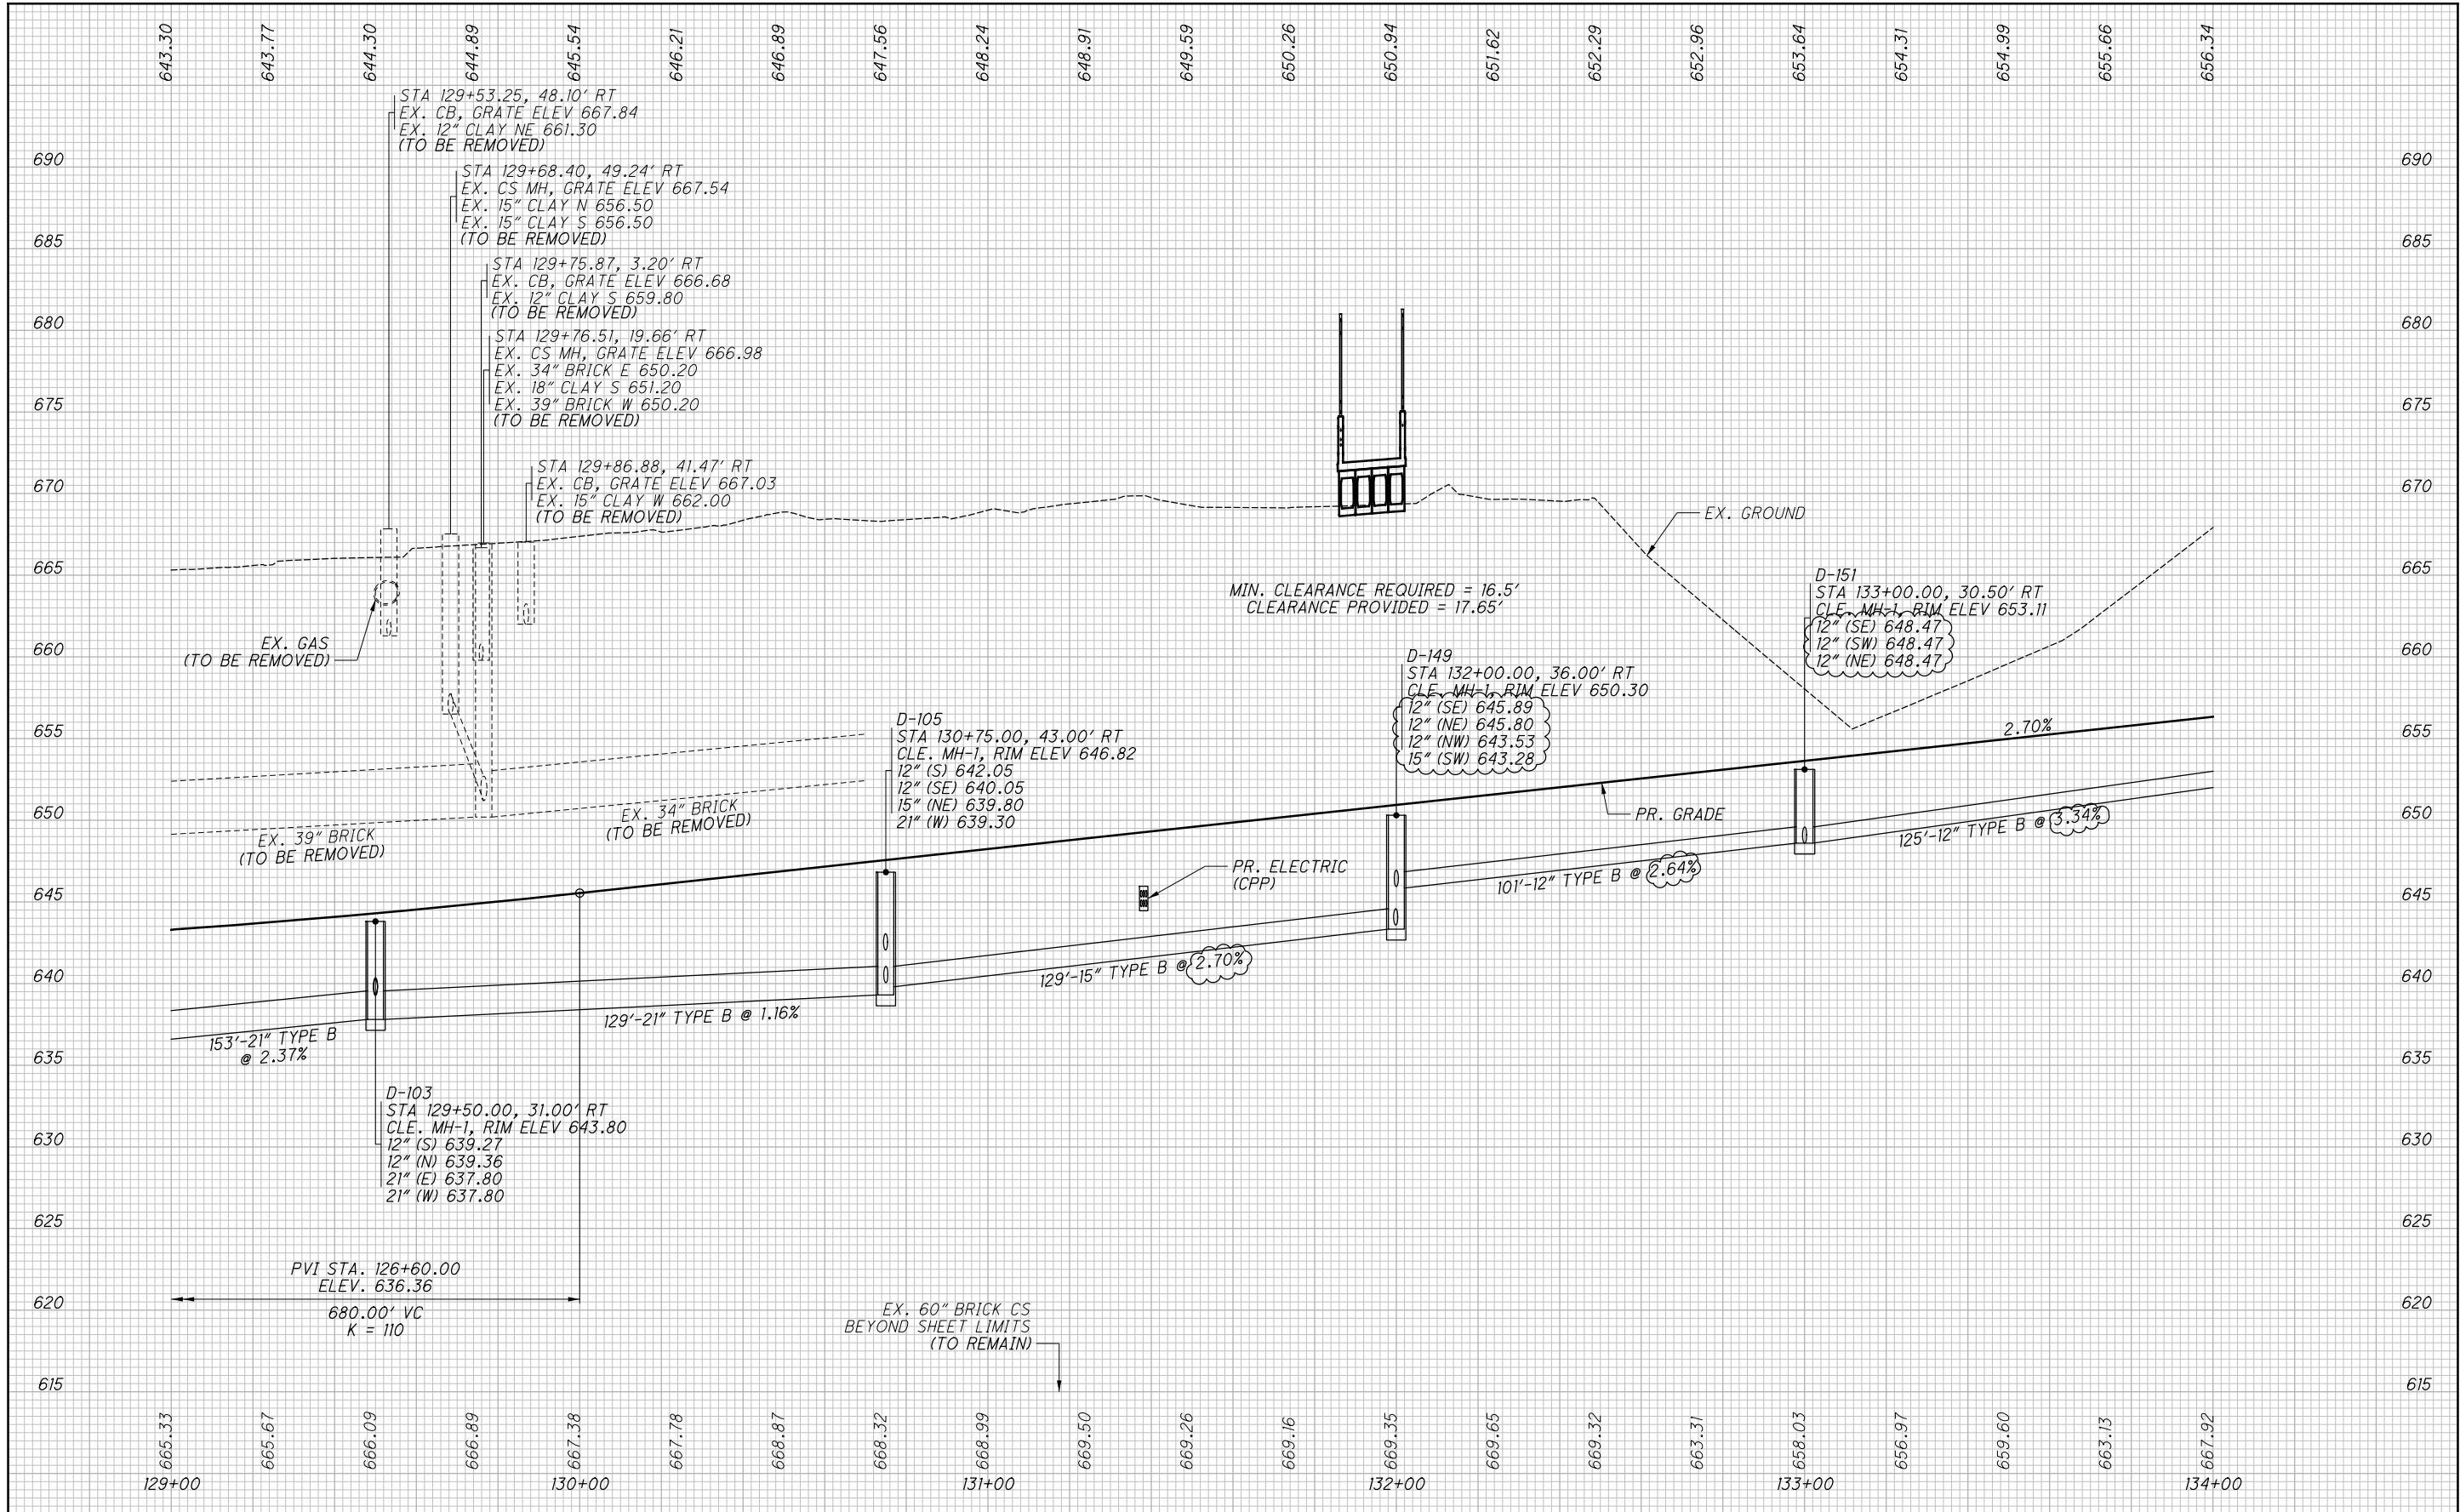 643.30 643.77 644.30 644.89 645.54 646.21 646.89 647.56 648.24 648.91 649.59 650.26 650.94 651.62 652.29 652.96 653.64 654.31 654.99 655.66 656.34
STA 129+53.25, 48.10' RT
EX. CB, GRATE ELEV 667.84
EX. 12" CLAY NE 661.30
(TO BE REMOVED)
STA 129+68.40, 49.24' RT
EX. CS MH, GRATE ELEV 667.54
EX. 15" CLAY N 656.50
EX. 15" CLAY S 656.50
(TO BE REMOVED)
STA 129+75.87, 3.20' RT
EX. CB, GRATE ELEV 666.68
EX. 12" CLAY S 659.80
(TO BE REMOVED)
STA 129+76.51, 19.66' RT
EX. CS MH, GRATE ELEV 666.98
EX. 34" BRICK E 650.20
EX. 18" CLAY S 651.20
EX. 39" BRICK W 650.20
(TO BE REMOVED)
STA 129+86.88, 41.47' RT
EX. CB, GRATE ELEV 667.03
EX. 15" CLAY W 662.00
(TO BE REMOVED)
690 690
685 685
680 680
675 675
670 670
665 665
660 660
655 655
650 650
645 645
640 640
635 635
630 630
625 625
620 620
615 615
EX. GAS
(TO BE REMOVED)
EX. GROUND
MIN. CLEARANCE REQUIRED = 16.5'
CLEARANCE PROVIDED = 17.65'
D-151
STA 133+00.00, 30.50' RT
CLE. MH-1, RIM ELEV 653.11
12" (SE) 648.47
12" (SW) 648.47
12" (NE) 648.47
D-149
STA 132+00.00, 36.00' RT
CLE. MH-1, RIM ELEV 650.30
12" (SE) 645.89
12" (NE) 645.80
12" (NW) 643.53
15" (SW) 643.28
D-105
STA 130+75.00, 43.00' RT
CLE. MH-1, RIM ELEV 646.82
12" (S) 642.05
12" (SE) 640.05
15" (NE) 639.80
21" (W) 639.30
2.70%
EX. 39" BRICK
(TO BE REMOVED)
EX. 34" BRICK
(TO BE REMOVED)
PR. GRADE
PR. ELECTRIC
(CPP)
125'-12" TYPE B @ 3.34%
101'-12" TYPE B @ 2.64%
129'-15" TYPE B @ 2.70%
129'-21" TYPE B @ 1.16%
153'-21" TYPE B
@ 2.37%
D-103
STA 129+50.00, 31.00' RT
CLE. MH-1, RIM ELEV 643.80
12" (S) 639.27
12" (N) 639.36
21" (E) 637.80
21" (W) 637.80
PVI STA. 126+60.00
ELEV. 636.36
680.00' VC
K = 110
EX. 60" BRICK CS
BEYOND SHEET LIMITS
(TO REMAIN)
665.33 665.67 666.09 666.89 667.38 667.78 668.87 668.32 668.99 669.50 669.26 669.16 669.35 669.65 669.32 663.31 658.03 656.97 659.60 663.13 667.92
129+00 130+00 131+00 132+00 133+00 134+00